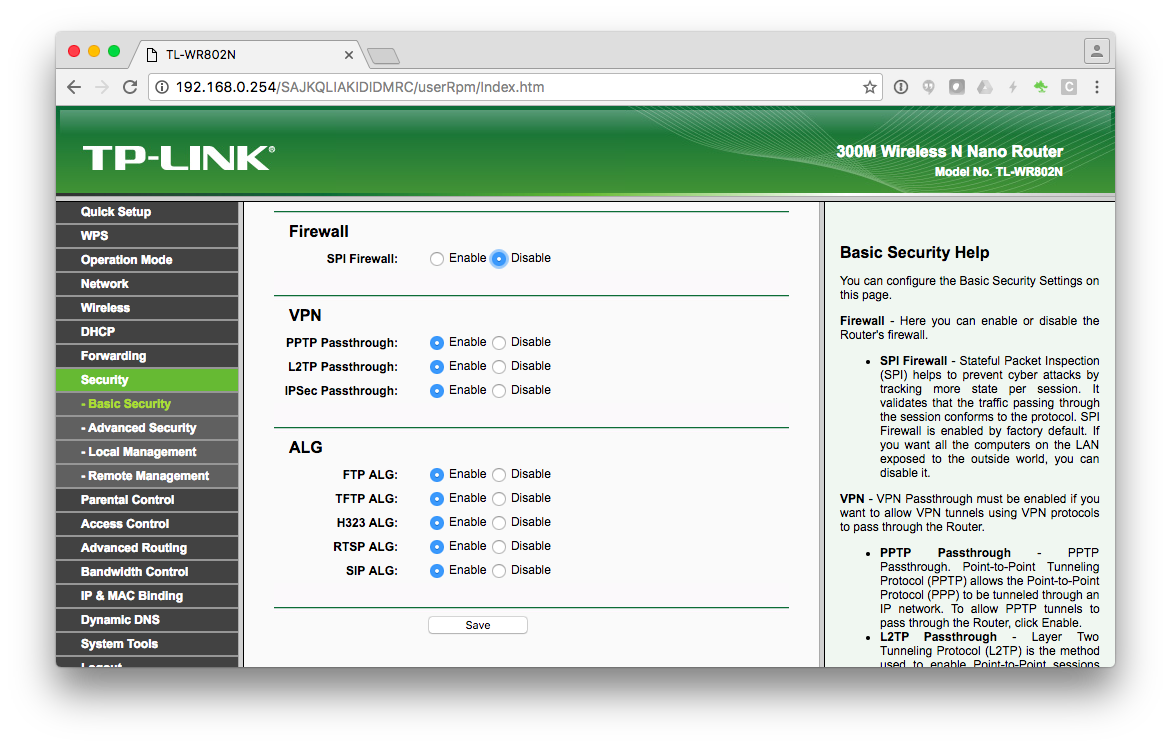 TL-WR802N
192.168.0.254/SAJKQLIAKIDIDMRC/userRpm/Index.htm
TP-LINK®
300M Wireless N Nano Router
Model No. TL-WR802N
Quick Setup
WPS
Operation Mode
Network
Wireless
DHCP
Forwarding
Security
- Basic Security
- Advanced Security
- Local Management
- Remote Management
Parental Control
Access Control
Advanced Routing
Bandwidth Control
IP & MAC Binding
Dynamic DNS
System Tools
Logout
Firewall
SPI Firewall: Enable Disable
VPN
PPTP Passthrough: Enable Disable
L2TP Passthrough: Enable Disable
IPSec Passthrough: Enable Disable
ALG
FTP ALG: Enable Disable
TFTP ALG: Enable Disable
H323 ALG: Enable Disable
RTSP ALG: Enable Disable
SIP ALG: Enable Disable
Save
Basic Security Help
You can configure the Basic Security Settings on
this page.
Firewall - Here you can enable or disable the
Router's firewall.
• SPI Firewall - Stateful Packet Inspection
(SPI) helps to prevent cyber attacks by
tracking more state per session. It
validates that the traffic passing through
the session conforms to the protocol. SPI
Firewall is enabled by factory default. If
you want all the computers on the LAN
exposed to the outside world, you can
disable it.
VPN - VPN Passthrough must be enabled if you
want to allow VPN tunnels using VPN protocols
to pass through the Router.
• PPTP Passthrough - PPTP
Passthrough. Point-to-Point Tunneling
Protocol (PPTP) allows the Point-to-Point
Protocol (PPP) to be tunneled through an
IP network. To allow PPTP tunnels to
pass through the Router, click Enable.
• L2TP Passthrough - Layer Two
Tunneling Protocol (L2TP) is the method
used to enable Point-to-Point sessions